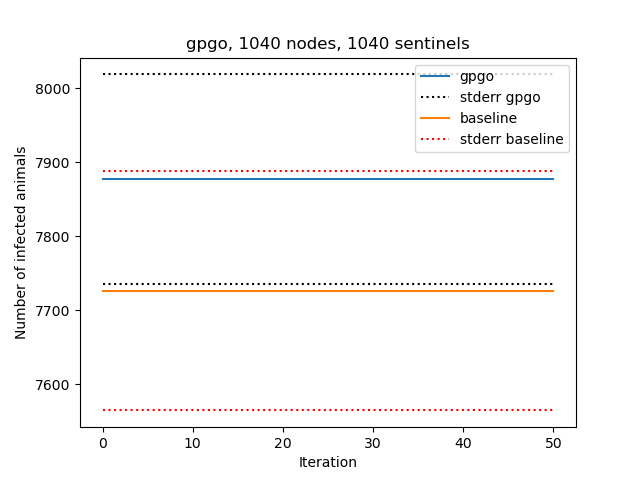 gpgo, 1040 nodes, 1040 sentinels
gpgo
stderr gpgo
baseline
stderr baseline
8000
7900
7800
7700
7600
Number of infected animals
0 10 20 30 40 50
Iteration